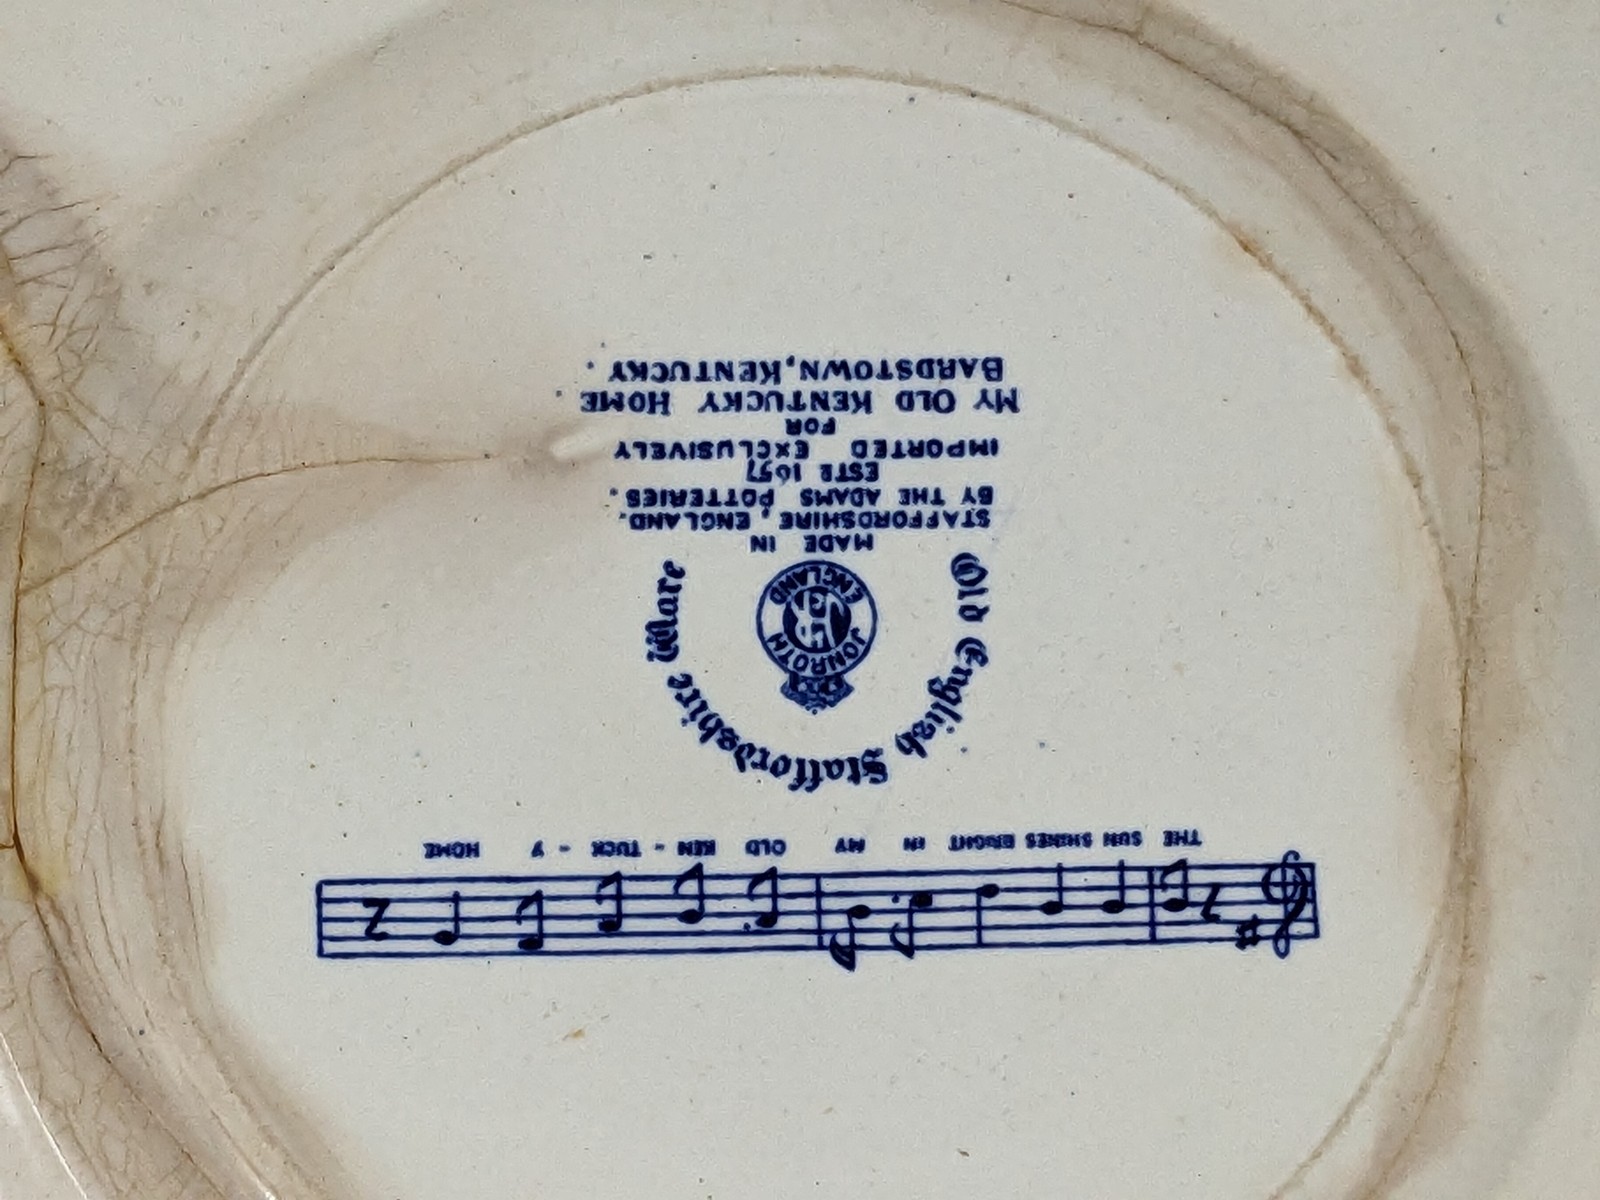 THE SUN SHINES BRIGHT IN MY OLD KEN - TUCK - Y HOME
Old English Staffordshire Ware
JONROTH
ENGLAND
MADE IN
STAFFORDSHIRE, ENGLAND.
BY THE ADAMS POTTERIES.
ESTD 1657
IMPORTED EXCLUSIVELY
FOR
MY OLD KENTUCKY HOME.
BARDSTOWN, KENTUCKY.